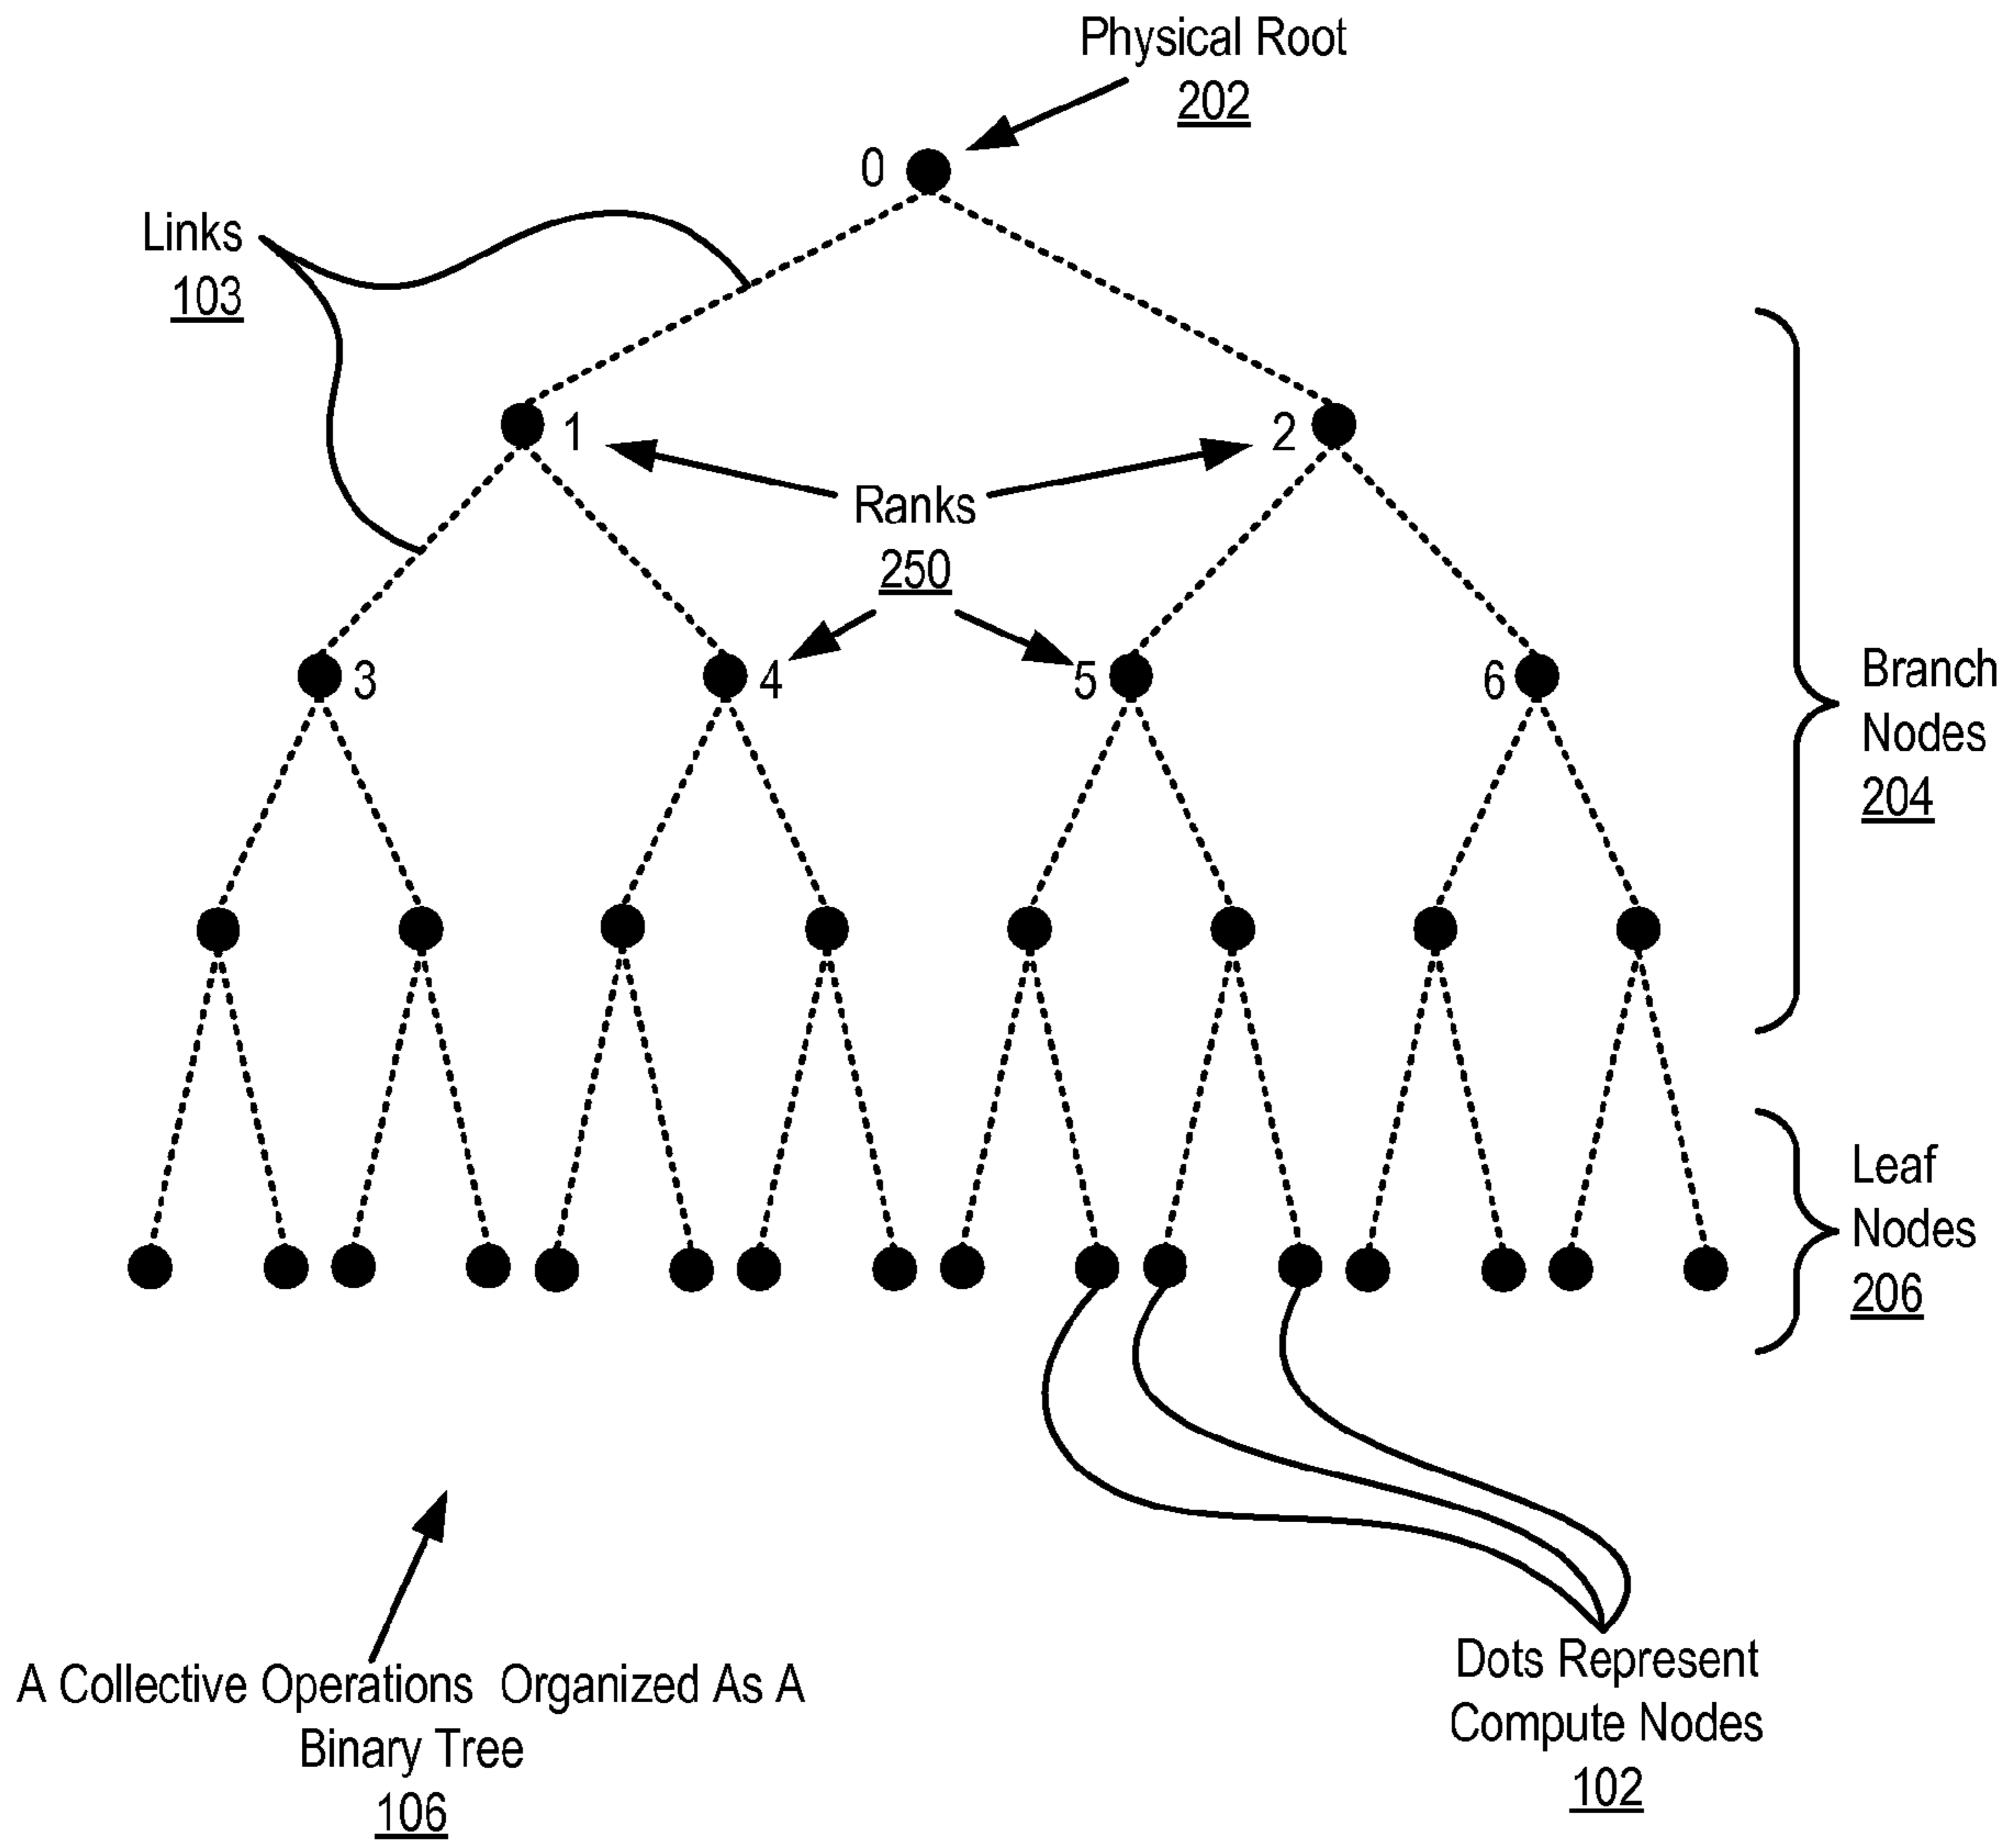 Physical Root
202
0
Links
103
1
2
Ranks
250
3
4
5
6
Branch
Nodes
204
Leaf
Nodes
206
A Collective Operations Organized As A
Binary Tree
106
Dots Represent
Compute Nodes
102